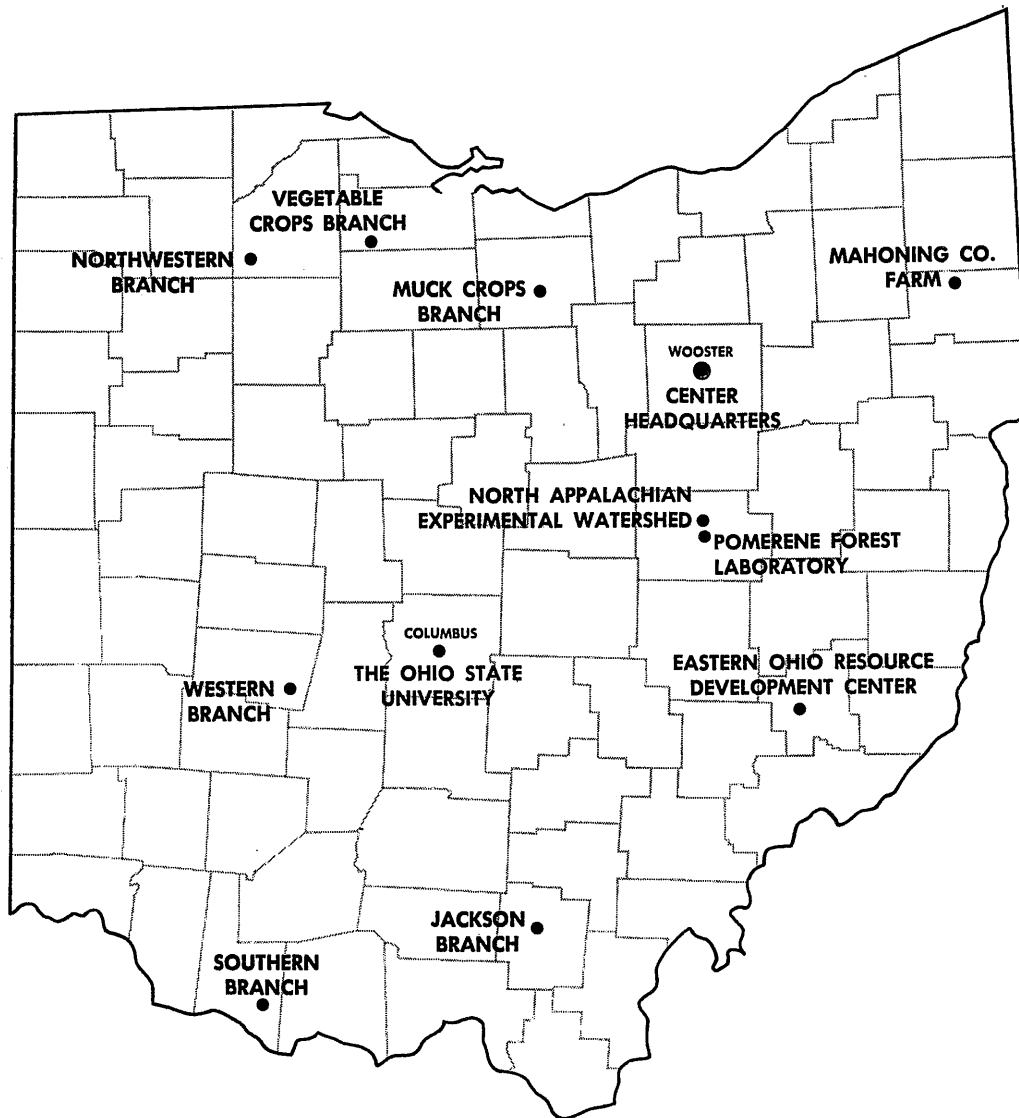 VEGETABLE
CROPS BRANCH
NORTHWESTERN
BRANCH
MUCK CROPS
BRANCH
MAHONING CO.
FARM
WOOSTER
CENTER
HEADQUARTERS
NORTH APPALACHIAN
EXPERIMENTAL WATERSHED
POMERENE FOREST
LABORATORY
COLUMBUS
THE OHIO STATE
UNIVERSITY
WESTERN
BRANCH
EASTERN OHIO RESOURCE
DEVELOPMENT CENTER
JACKSON
BRANCH
SOUTHERN
BRANCH